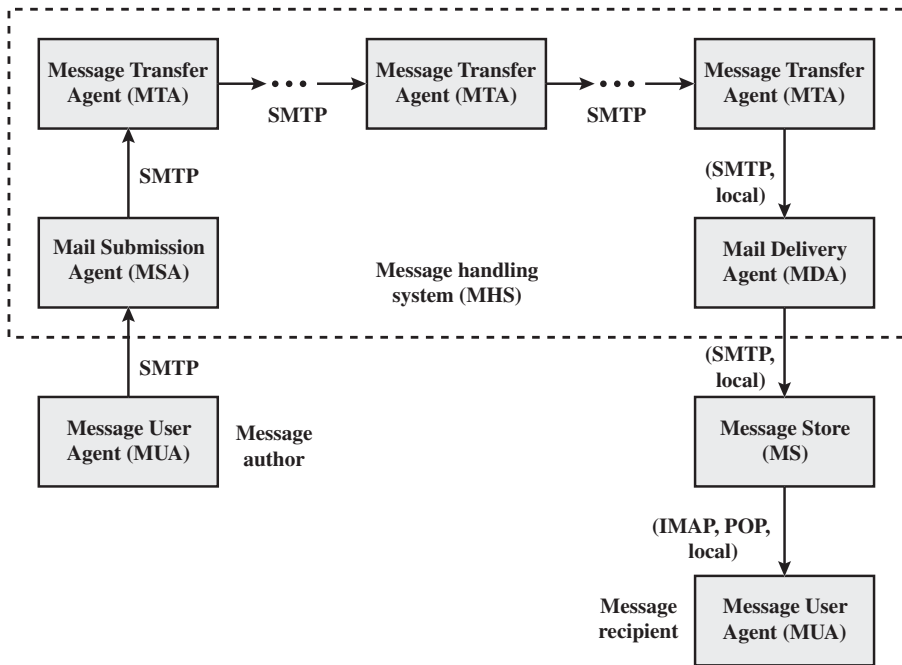 Message Transfer
Agent (MTA)
SMTP
Message Transfer
Agent (MTA)
SMTP
Message Transfer
Agent (MTA)
SMTP
(SMTP,
local)
Mail Submission
Agent (MSA)
Message handling
system (MHS)
Mail Delivery
Agent (MDA)
SMTP
(SMTP,
local)
Message User
Agent (MUA)
Message
author
Message Store
(MS)
(IMAP, POP,
local)
Message
recipient
Message User
Agent (MUA)